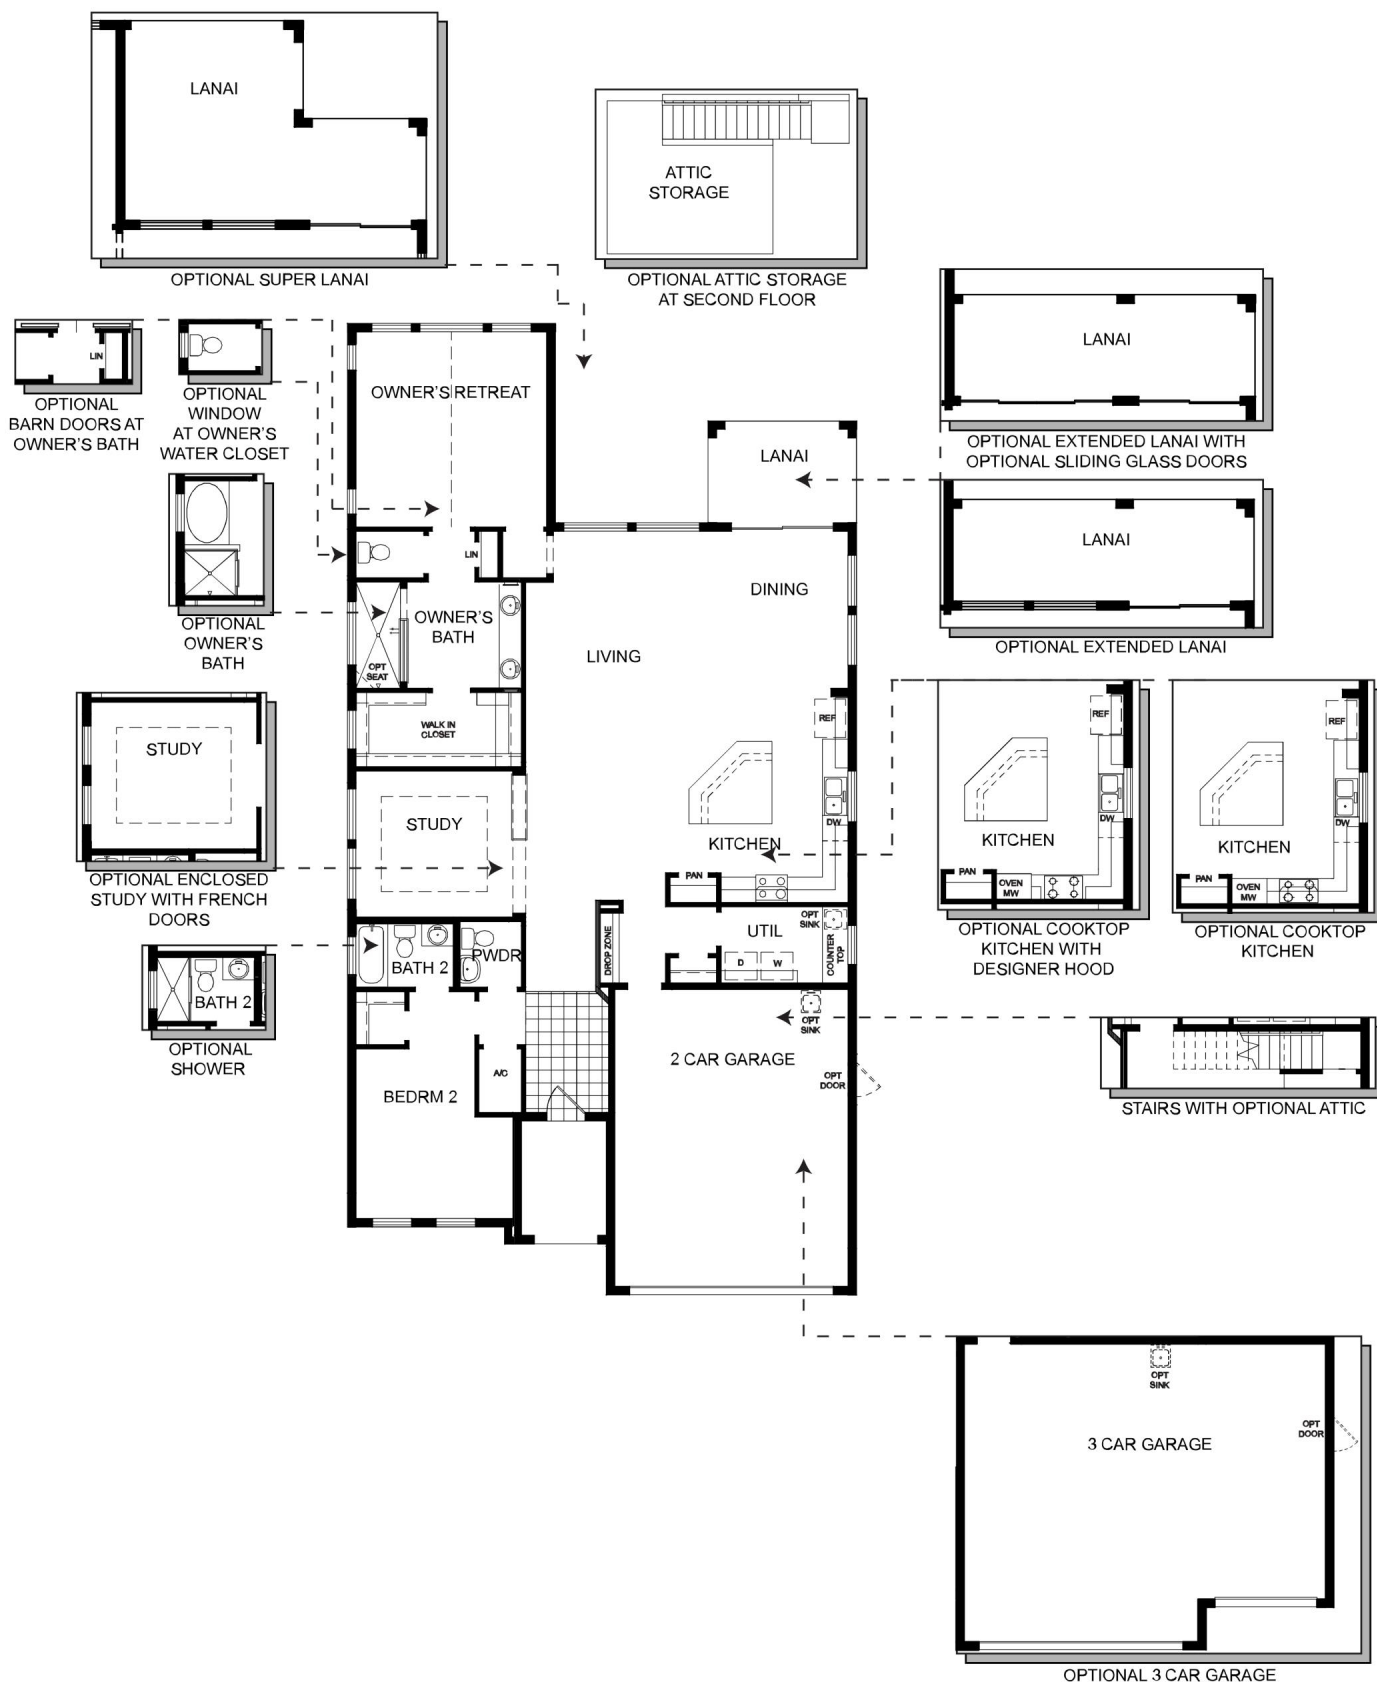 LANAI
OPTIONAL SUPER LANAI
ATTIC
STORAGE
OPTIONAL ATTIC STORAGE
AT SECOND FLOOR
LANAI
OPTIONAL EXTENDED LANAI WITH
OPTIONAL SLIDING GLASS DOORS
LIN
OPTIONAL
BARN DOORS AT
OWNER'S BATH
OPTIONAL
WINDOW
AT OWNER'S
WATER CLOSET
OWNER'S RETREAT
LANAI
LANAI
OPTIONAL EXTENDED LANAI
OPTIONAL
OWNER'S
BATH
LIN
OWNER'S
BATH
OPT
SEAT
WALK IN
CLOSET
DINING
LIVING
REF
DW
KITCHEN
PAN
REF
DW
KITCHEN
PAN
OVEN
MW
OPTIONAL COOKTOP
KITCHEN WITH
DESIGNER HOOD
REF
DW
KITCHEN
PAN
OVEN
MW
OPTIONAL COOKTOP
KITCHEN
STUDY
OPTIONAL ENCLOSED
STUDY WITH FRENCH
DOORS
STUDY
BATH 2
PWDR
DROP ZONE
UTIL
OPT
SINK
COUNTER
TOP
D
W
BATH 2
OPTIONAL
SHOWER
A/C
BEDRM 2
OPT
SINK
2 CAR GARAGE
OPT
DOOR
STAIRS WITH OPTIONAL ATTIC
OPT
SINK
OPT
DOOR
3 CAR GARAGE
OPTIONAL 3 CAR GARAGE